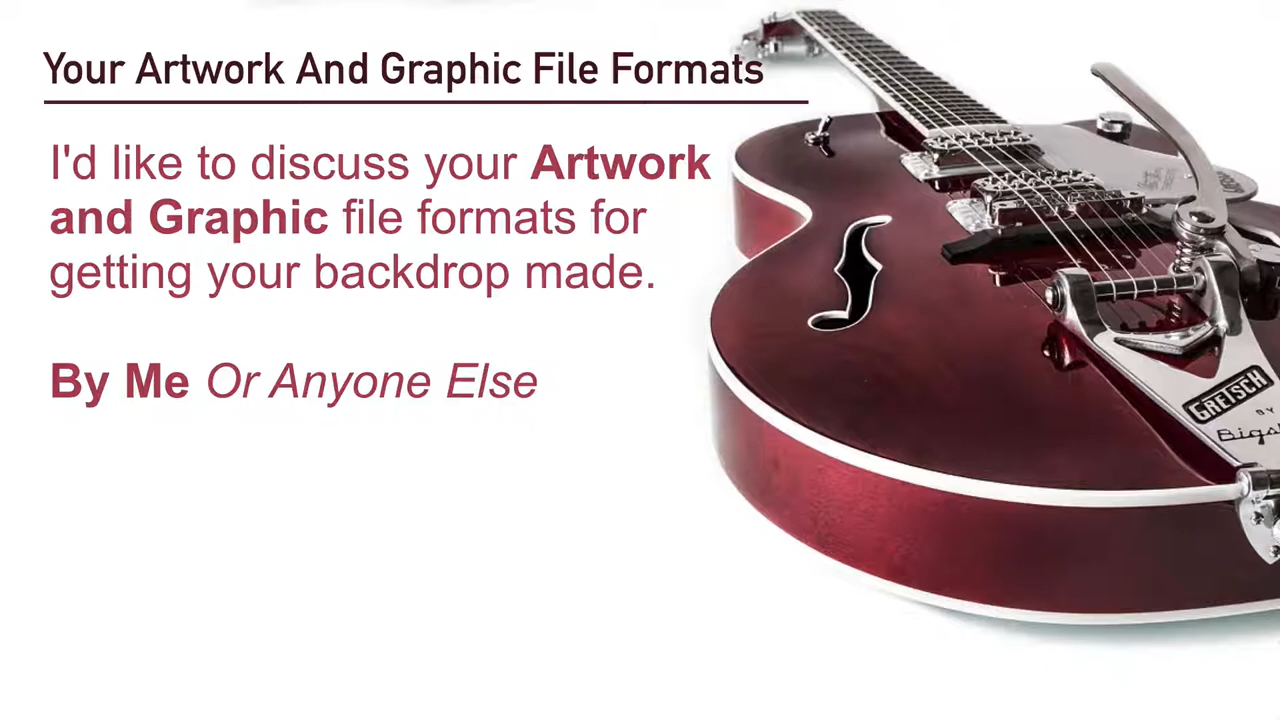 Your Artwork And Graphic File Formats
I'd like to discuss your Artwork
and Graphic file formats for
getting your backdrop made.
By Me Or Anyone Else
GRETSCH
BY